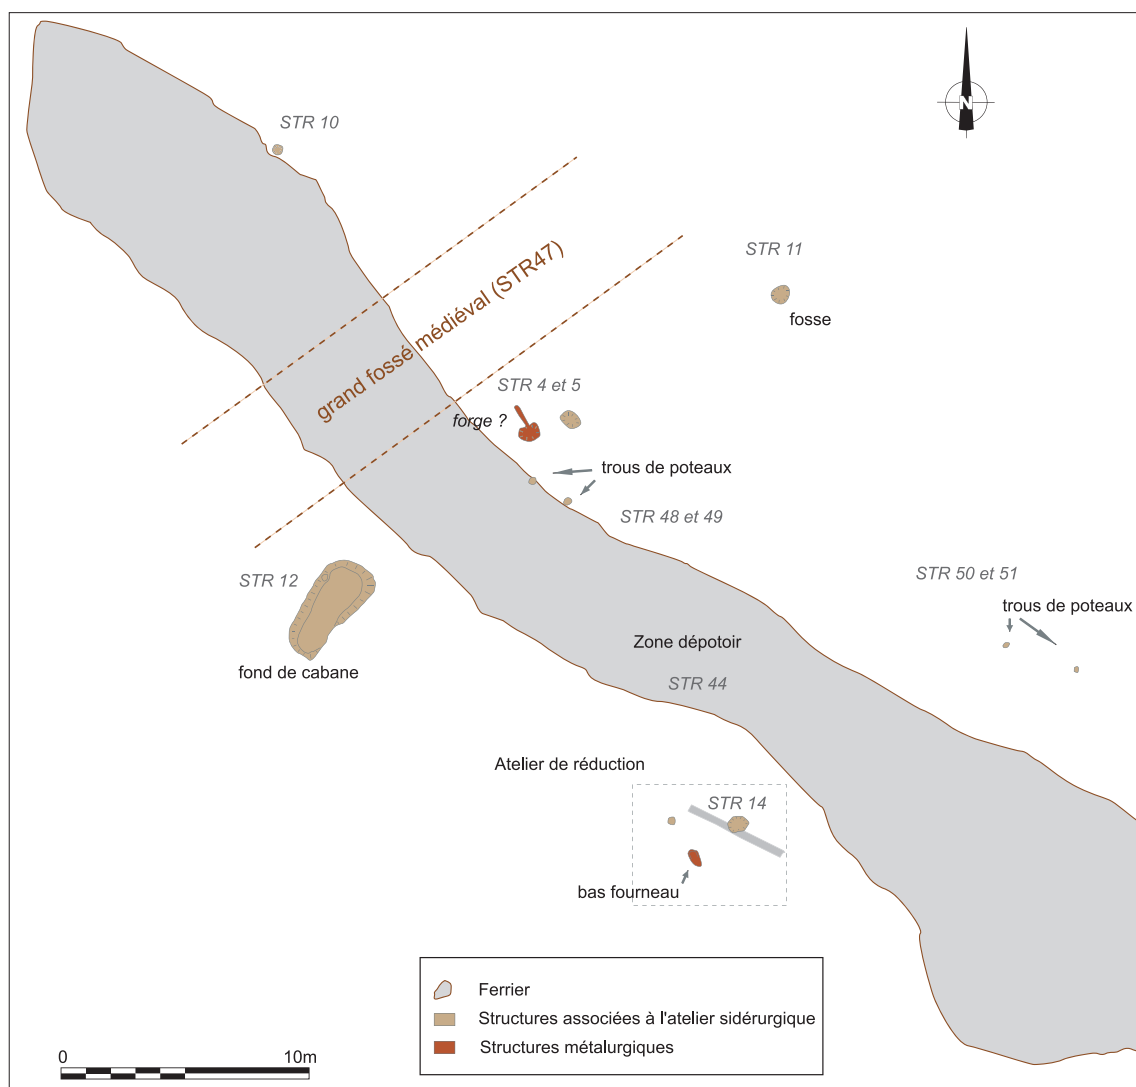 N
STR 10
STR 11
fosse
grand fossé médiéval (STR47)
STR 4 et 5
forge ?
trous de poteaux
STR 48 et 49
STR 12
fond de cabane
STR 50 et 51
trous de poteaux
Zone dépotoir
STR 44
Atelier de réduction
STR 14
bas fourneau
Ferrier
Structures associées à l'atelier sidérurgique
Structures métalurgiques
0 10m